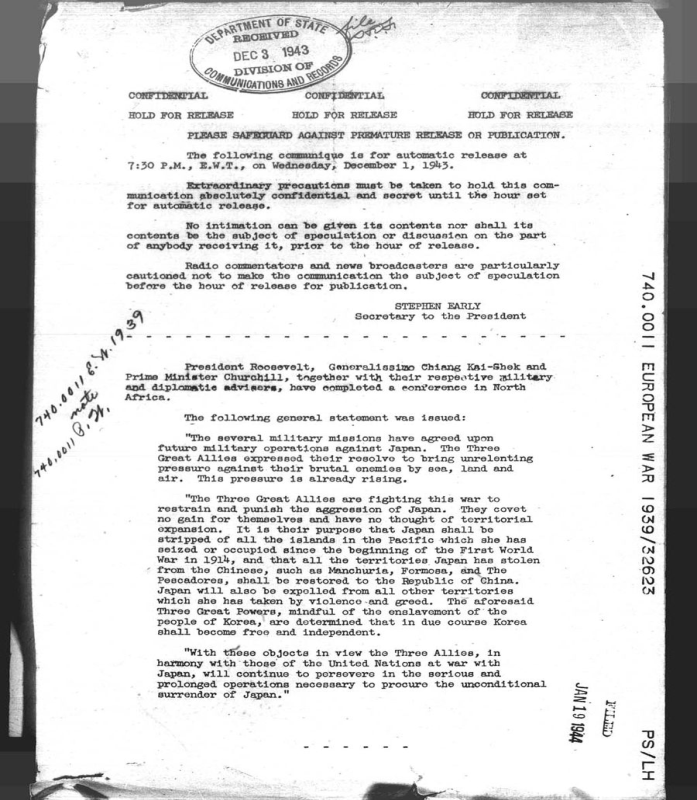 DEPARTMENT OF STATE
RECEIVED
DEC 3 1943
DIVISION OF
COMMUNICATIONS AND RECORDS
CONFIDENTIAL CONFIDENTIAL CONFIDENTIAL
HOLD FOR RELEASE HOLD FOR RELEASE HOLD FOR RELEASE
PLEASE SAFEGUARD AGAINST PREMATURE RELEASE OR PUBLICATION.
The following communique is for automatic release at
7:30 P.M., E.W.T., on Wednesday, December 1, 1943.
Extraordinary precautions must be taken to hold this com-
munication absolutely confidential and secret until the hour set
for automatic release.
No intimation can be given its contents nor shall its
contents be the subject of speculation or discussion on the part
of anybody receiving it, prior to the hour of release.
Radio commentators and news broadcasters are particularly
cautioned not to make the communication the subject of speculation
before the hour of release for publication.
STEPHEN EARLY
Secretary to the President
- - - - - - - - - - - - - - - - - - - - - - - -
President Roosevelt, Generalissimo Chiang Kai-Shek and
Prime Minister Churchill, together with their respective military
and diplomatic advisers, have completed a conference in North
Africa.
The following general statement was issued:
"The several military missions have agreed upon
future military operations against Japan. The Three
Great Allies expressed their resolve to bring unrelenting
pressure against their brutal enemies by sea, land and
air. This pressure is already rising.
"The Three Great Allies are fighting this war to
restrain and punish the aggression of Japan. They covet
no gain for themselves and have no thought of territorial
expansion. It is their purpose that Japan shall be
stripped of all the islands in the Pacific which she has
seized or occupied since the beginning of the First World
War in 1914, and that all the territories Japan has stolen
from the Chinese, such as Manchuria, Formosa, and The
Pescadores, shall be restored to the Republic of China.
Japan will also be expelled from all other territories
which she has taken by violence and greed. The aforesaid
Three Great Powers, mindful of the enslavement of the
people of Korea, are determined that in due course Korea
shall become free and independent.
"With these objects in view the Three Allies, in
harmony with those of the United Nations at war with
Japan, will continue to persevere in the serious and
prolonged operations necessary to procure the unconditional
surrender of Japan."
- - - - - -
740.0011 E.W. 1939
note
740.0011 P.W.
740.0011 EUROPEAN WAR 1939/32623
PS/LH
FILED
JAN 19 1944